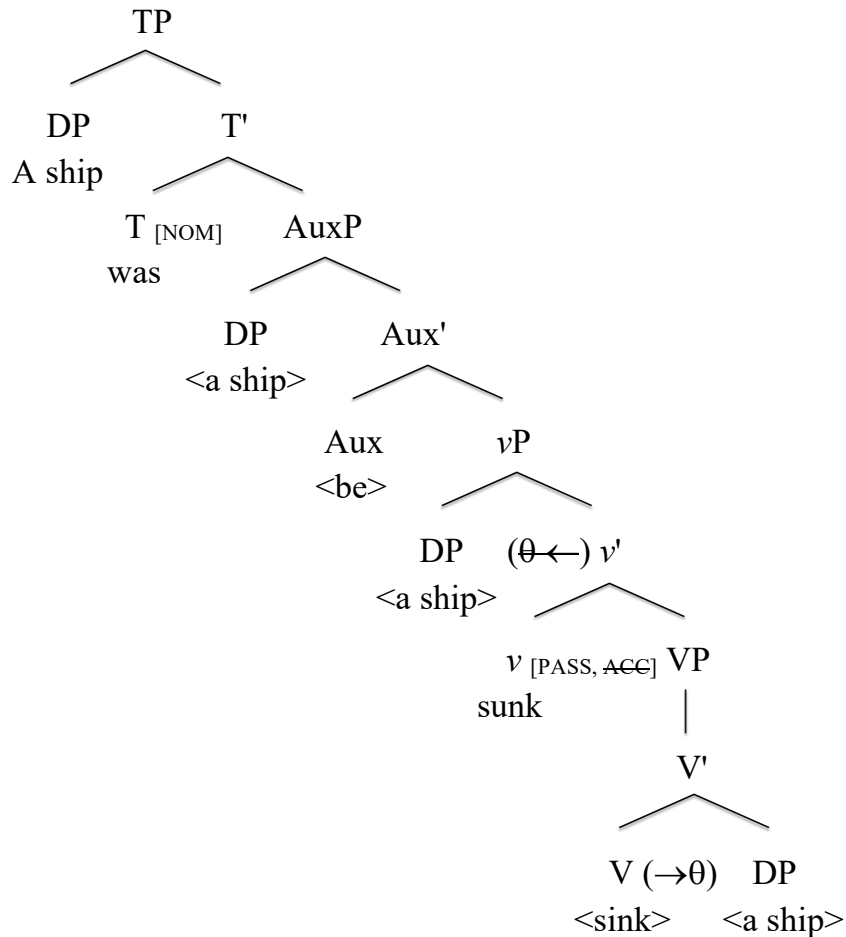 TP
DP T'
A ship
T [NOM] AuxP
was
DP Aux'
<a ship>
Aux vP
<be>
DP (θ ←) v'
<a ship>
v [PASS, ACC] VP
sunk
V'
V (→θ) DP
<sink> <a ship>